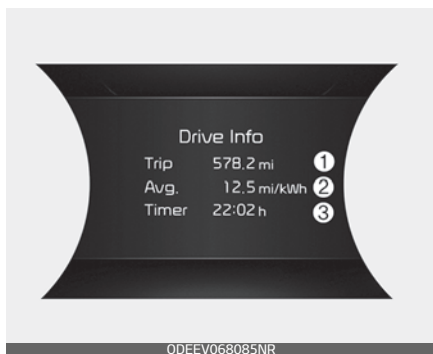 Drive Info
Trip 578.2 mi ①
Avg. 12.5 mi/kWh ②
Timer 22:02 h ③
ODEEV068085NR